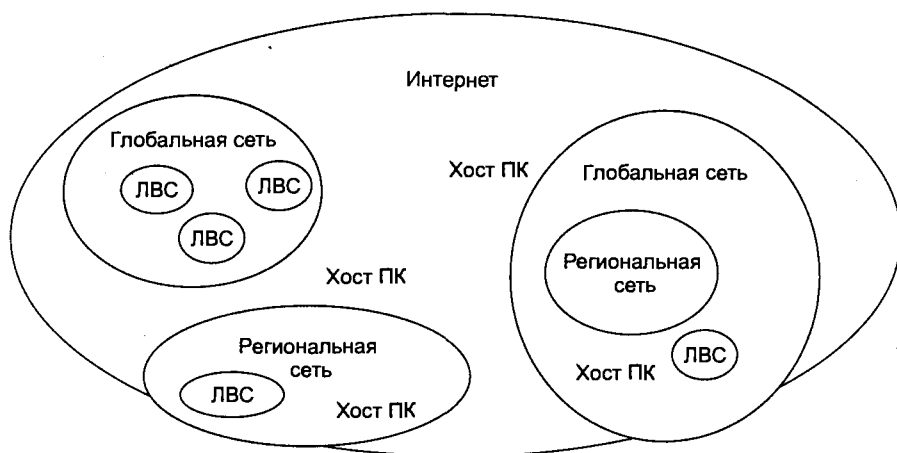 Интернет
Глобальная сеть
ЛВС
ЛВС
ЛВС
Хост ПК
Глобальная сеть
Региональная
сеть
ЛВС
Хост ПК
Хост ПК
Региональная
сеть
ЛВС
Хост ПК